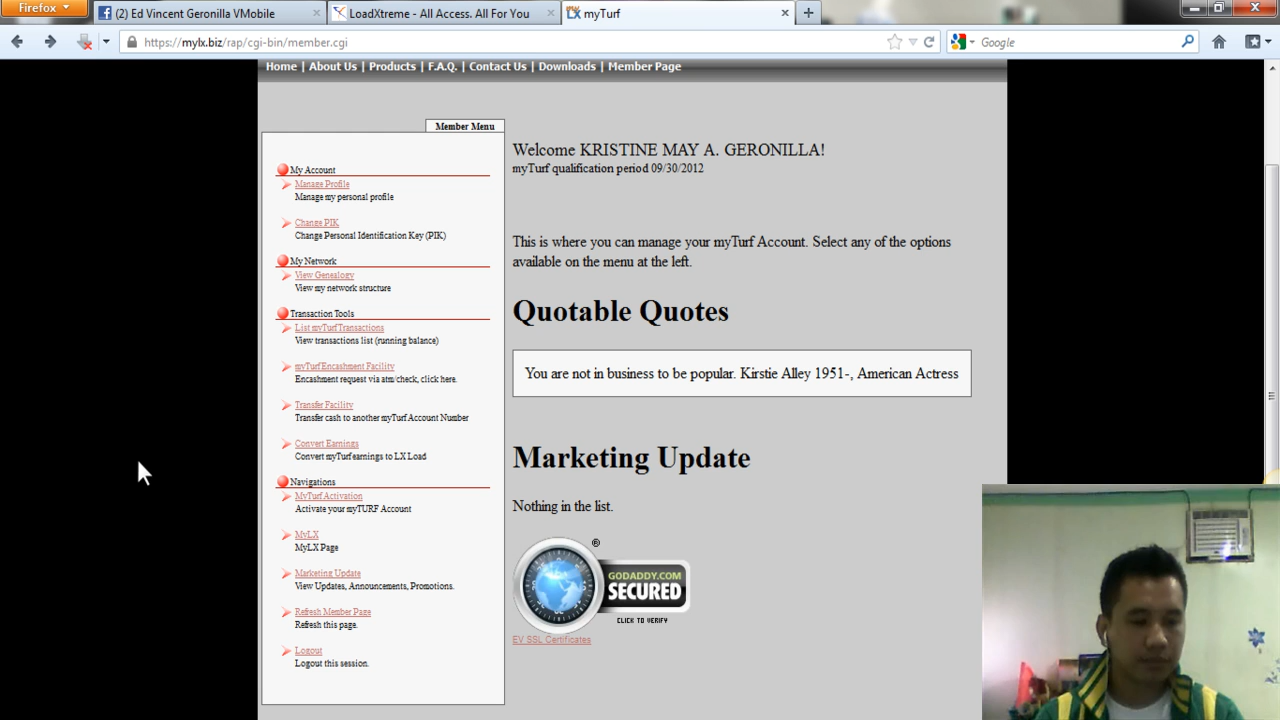 Firefox
(2) Ed Vincent Geronilla VMobile
LoadXtreme - All Access. All For You
LX myTurf
https://mylx.biz/rap/cgi-bin/member.cgi
Google
Home | About Us | Products | F.A.Q. | Contact Us | Downloads | Member Page
Member Menu
My Account
Manage Profile
Manage my personal profile
Change PIK
Change Personal Identification Key (PIK)
My Network
View Genealogy
View my network structure
Transaction Tools
List myTurf Transactions
View transactions list (running balance)
myTurf Encashment Facility
Encashment request via atm/check, click here.
Transfer Facility
Transfer cash to another myTurf Account Number
Convert Earnings
Convert myTurf earnings to LX Load
Navigations
MyTurf Activation
Activate your myTURF Account
MyLX
MyLX Page
Marketing Update
View Updates, Announcements, Promotions.
Refresh Member Page
Refresh this page.
Logout
Logout this session.
Welcome KRISTINE MAY A. GERONILLA!
myTurf qualification period 09/30/2012
This is where you can manage your myTurf Account. Select any of the options
available on the menu at the left.
Quotable Quotes
You are not in business to be popular. Kirstie Alley 1951-, American Actress
Marketing Update
Nothing in the list.
®
GODADDY.COM
SECURED
CLICK TO VERIFY
EV SSL Certificates